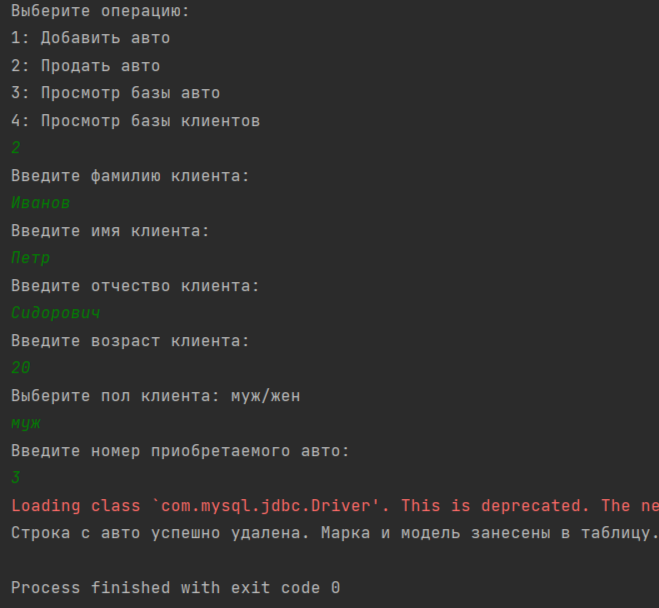 Выберите операцию:
1: Добавить авто
2: Продать авто
3: Просмотр базы авто
4: Просмотр базы клиентов
2
Введите фамилию клиента:
Иванов
Введите имя клиента:
Петр
Введите отчество клиента:
Сидорович
Введите возраст клиента:
20
Выберите пол клиента: муж/жен
муж
Введите номер приобретаемого авто:
3
Loading class `com.mysql.jdbc.Driver'. This is deprecated. The ne
Строка с авто успешно удалена. Марка и модель занесены в таблицу.
Process finished with exit code 0